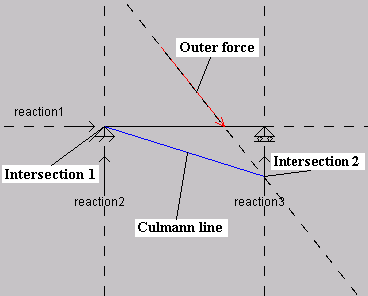 Outer force
reaction1
Intersection 1
Intersection 2
reaction2
reaction3
Culmann line